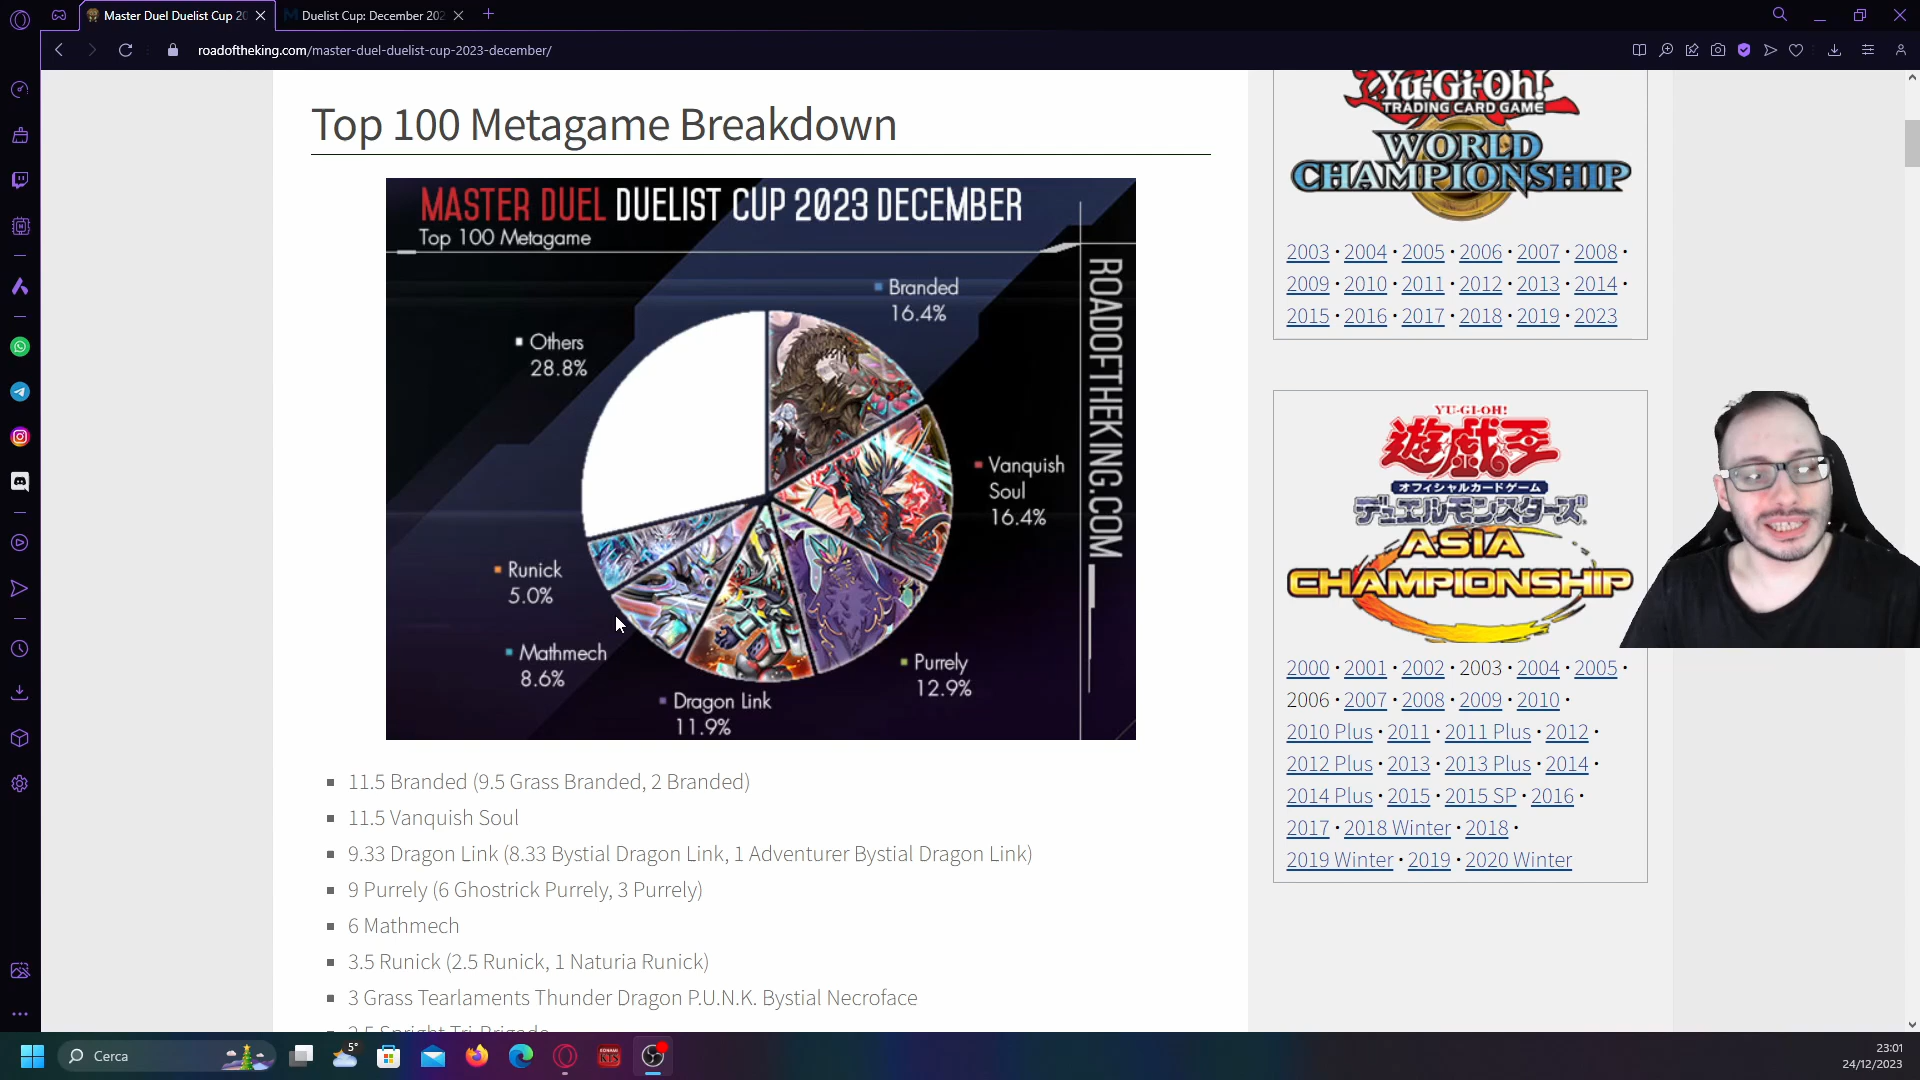 Master Duel Duelist Cup 20
Duelist Cup: December 202
roadoftheking.com/master-duel-duelist-cup-2023-december/
Top 100 Metagame Breakdown
MASTER DUEL DUELIST CUP 2023 DECEMBER
Top 100 Metagame
Branded
16.4%
Others
28.8%
Vanquish
Soul
16.4%
Runick
5.0%
Mathmech
8.6%
Purrely
12.9%
Dragon Link
11.9%
ROADOFTHEKING.COM
11.5 Branded (9.5 Grass Branded, 2 Branded)
11.5 Vanquish Soul
9.33 Dragon Link (8.33 Bystial Dragon Link, 1 Adventurer Bystial Dragon Link)
9 Purrely (6 Ghostrick Purrely, 3 Purrely)
6 Mathmech
3.5 Runick (2.5 Runick, 1 Naturia Runick)
3 Grass Tearlaments Thunder Dragon P.U.N.K. Bystial Necroface
2.5 Spright Tri-Brigade
Yu-Gi-Oh!
TRADING CARD GAME
WORLD
CHAMPIONSHIP
2003 · 2004 · 2005 · 2006 · 2007 · 2008 ·
2009 · 2010 · 2011 · 2012 · 2013 · 2014 ·
2015 · 2016 · 2017 · 2018 · 2019 · 2023
YU-GI-OH!
遊戯王
オフィシャルカードゲーム
デュエルモンスターズ
ASIA
CHAMPIONSHIP
2000 · 2001 · 2002 · 2003 · 2004 · 2005 ·
2006 · 2007 · 2008 · 2009 · 2010 ·
2010 Plus · 2011 · 2011 Plus · 2012 ·
2012 Plus · 2013 · 2013 Plus · 2014 ·
2014 Plus · 2015 · 2015 SP · 2016 ·
2017 · 2018 Winter · 2018 ·
2019 Winter · 2019 · 2020 Winter
Cerca
5°
KONAMI
KTS
23:01
24/12/2023